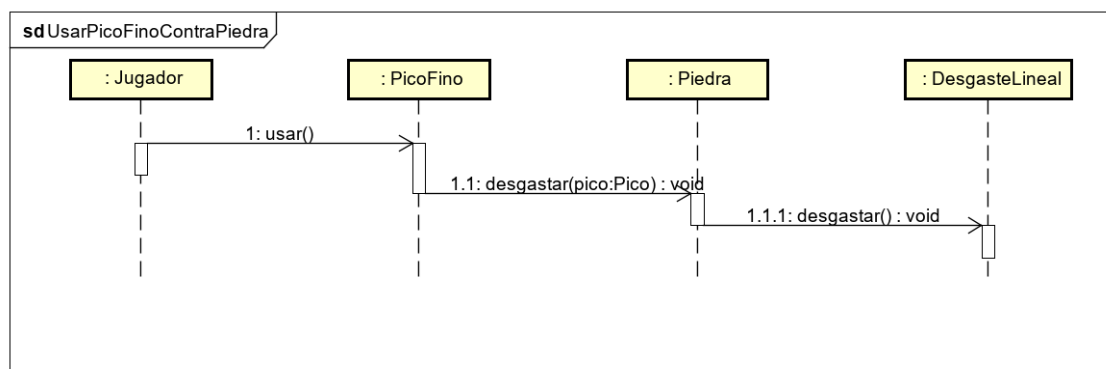 sd UsarPicoFinoContraPiedra
: Jugador
: PicoFino
: Piedra
: DesgasteLineal
1: usar()
1.1: desgastar(pico:Pico) : void
1.1.1: desgastar() : void